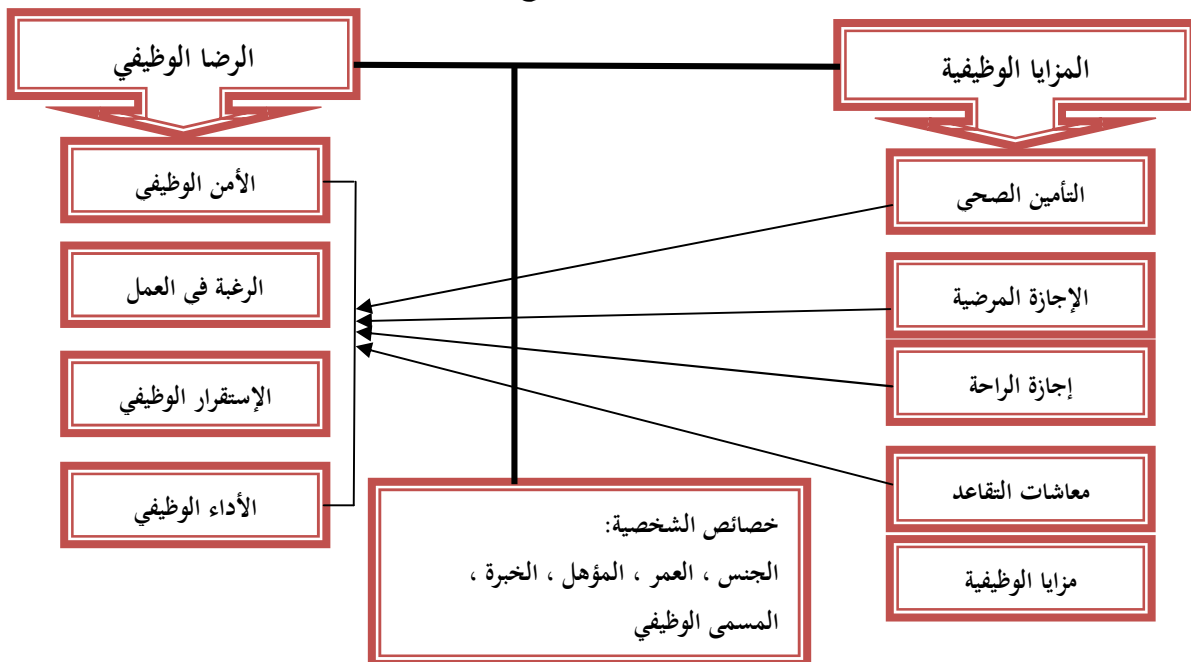 المزايا الوظيفية
الرضا الوظيفي
التأمين الصحي
الإجازة المرضية
إجازة الراحة
معاشات التقاعد
مزايا الوظيفية
الأمن الوظيفي
الرغبة في العمل
الإستقرار الوظيفي
الأداء الوظيفي
خصائص الشخصية:
الجنس ، العمر ، المؤهل ، الخبرة ،
المسمى الوظيفي